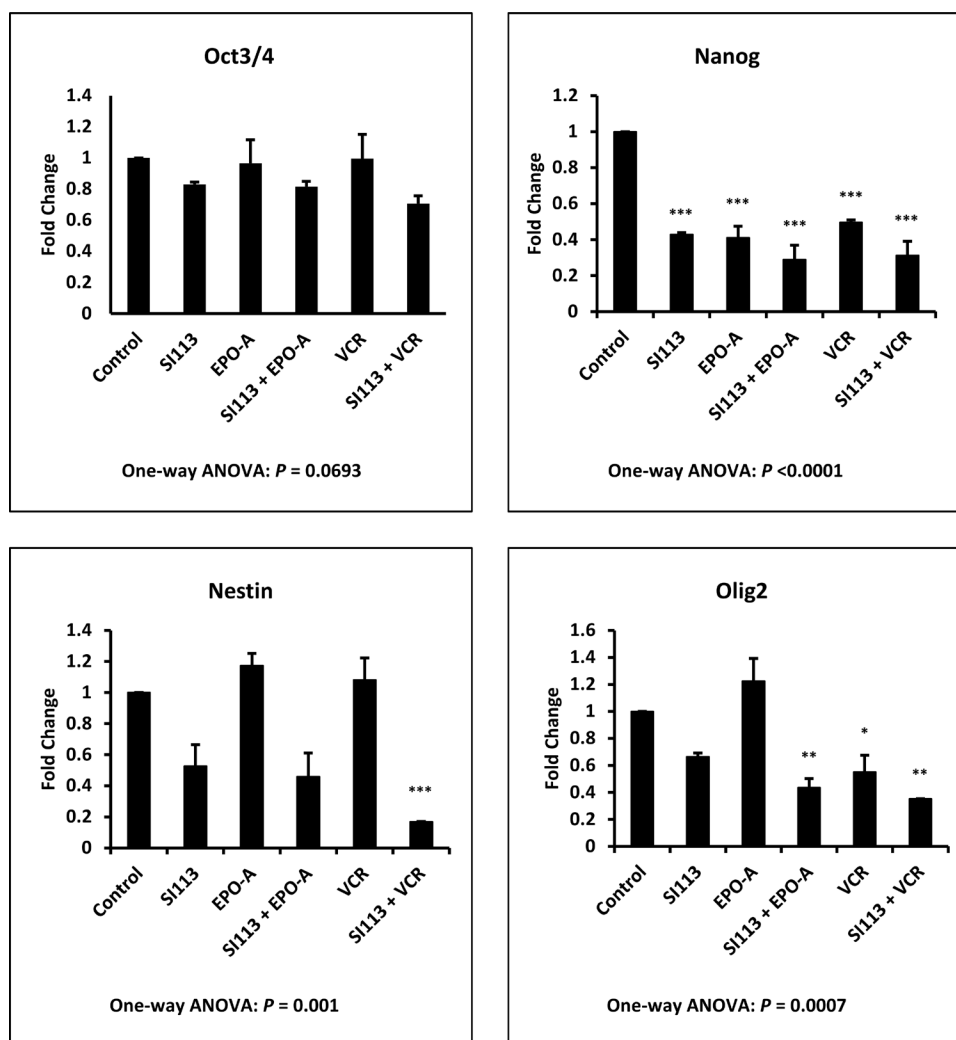 Oct3/4
Fold Change
1.4
1.2
1
0.8
0.6
0.4
0.2
0
Control
SI113
EPO-A
SI113 + EPO-A
VCR
SI113 + VCR
One-way ANOVA: P = 0.0693
Nanog
Fold Change
1.2
1
0.8
0.6
0.4
0.2
0
***
***
***
***
***
Control
SI113
EPO-A
SI113 + EPO-A
VCR
SI113 + VCR
One-way ANOVA: P <0.0001
Nestin
Fold Change
1.4
1.2
1
0.8
0.6
0.4
0.2
0
***
Control
SI113
EPO-A
SI113 + EPO-A
VCR
SI113 + VCR
One-way ANOVA: P = 0.001
Olig2
Fold Change
1.6
1.4
1.2
1
0.8
0.6
0.4
0.2
0
**
*
**
Control
SI113
EPO-A
SI113 + EPO-A
VCR
SI113 + VCR
One-way ANOVA: P = 0.0007